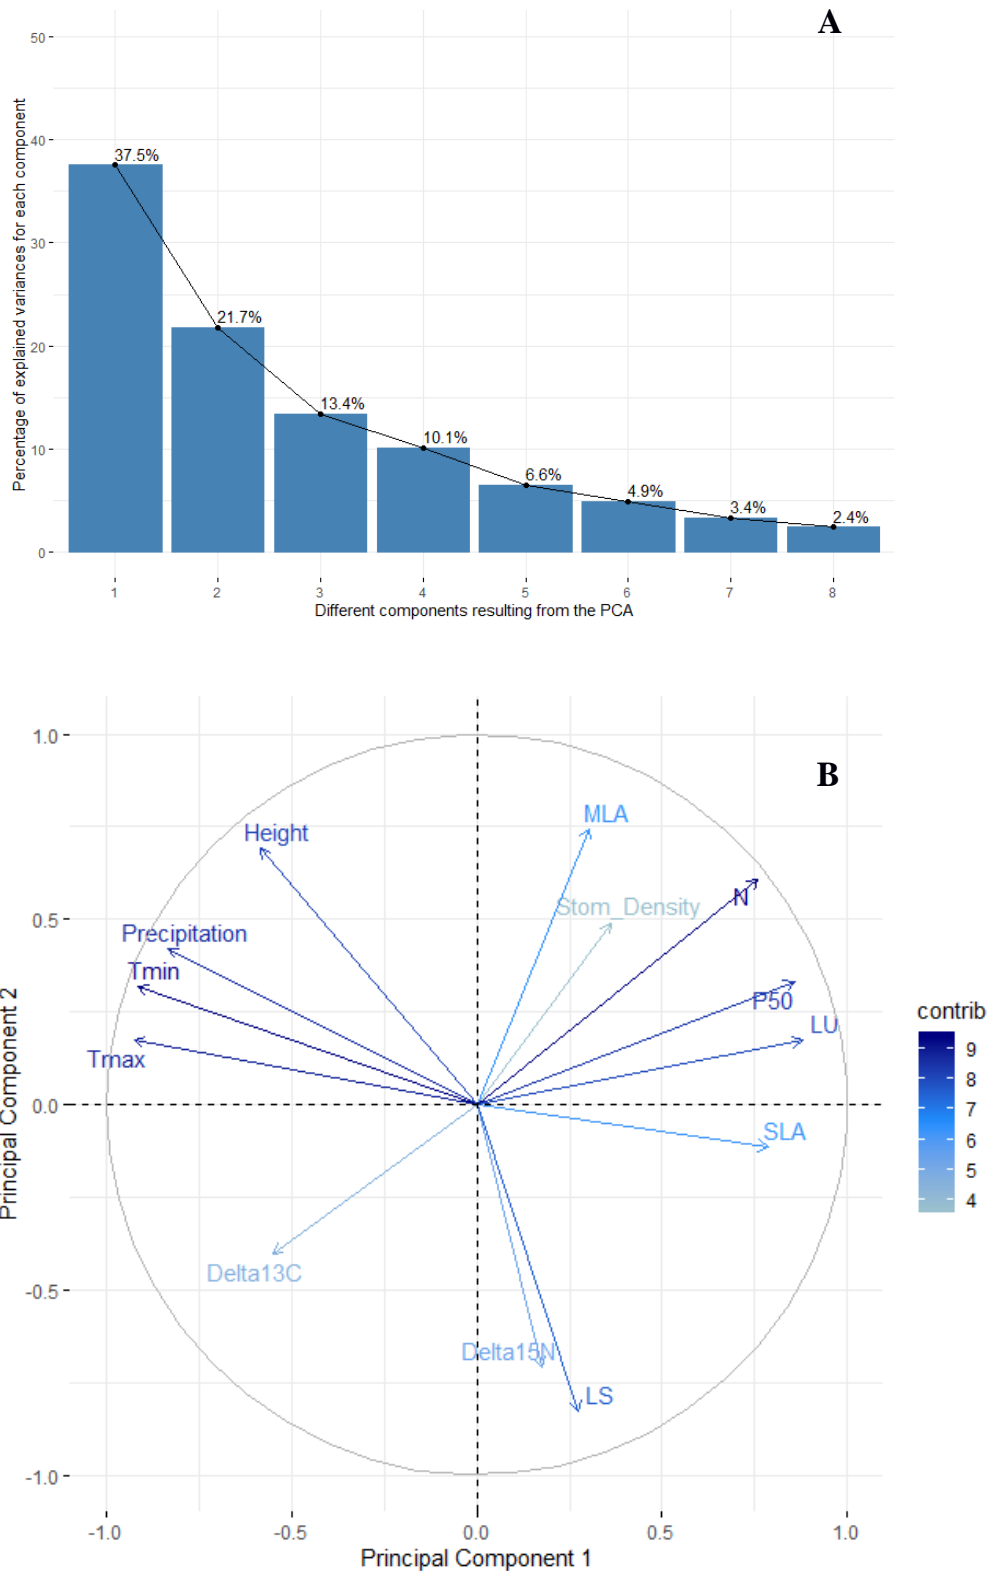 A
Percentage of explained variances for each component
50
40
30
20
10
0
37.5%
21.7%
13.4%
10.1%
6.6%
4.9%
3.4%
2.4%
1 2 3 4 5 6 7 8
Different components resulting from the PCA
B
Principal Component 2
1.0
0.5
0.0
-0.5
-1.0
MLA
Height
N
Stom_Density
Precipitation
Tmin
P50
LU
Tmax
SLA
Delta13C
Delta15N
LS
contrib
9
8
7
6
5
4
-1.0 -0.5 0.0 0.5 1.0
Principal Component 1